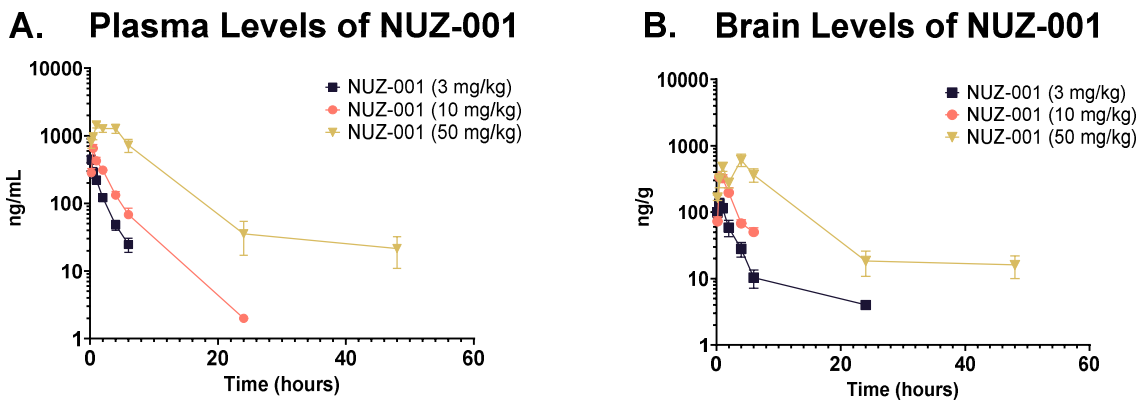 A. Plasma Levels of NUZ-001
10000
1000
100
10
1
ng/mL
0
20
40
60
Time (hours)
NUZ-001 (3 mg/kg)
NUZ-001 (10 mg/kg)
NUZ-001 (50 mg/kg)
B. Brain Levels of NUZ-001
10000
1000
100
10
1
ng/g
0
20
40
60
Time (hours)
NUZ-001 (3 mg/kg)
NUZ-001 (10 mg/kg)
NUZ-001 (50 mg/kg)